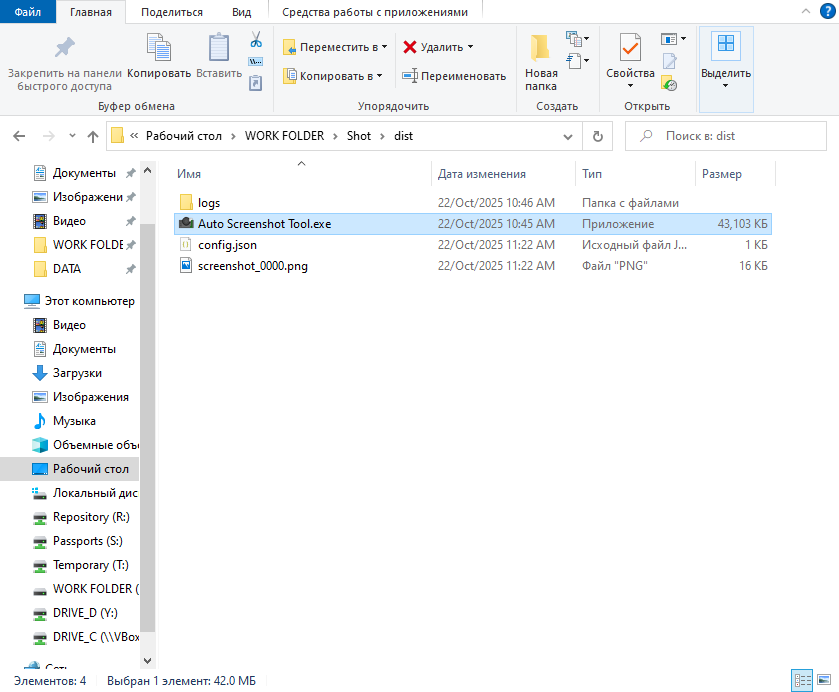 Файл Главная Поделиться Вид Средства работы с приложениями
Закрепить на панели быстрого доступа
Копировать
Вставить
Буфер обмена
Переместить в
Копировать в
Удалить
Переименовать
Упорядочить
Новая папка
Создать
Свойства
Открыть
Выделить
« Рабочий стол › WORK FOLDER › Shot › dist
Поиск в: dist
Документы
Изображени
Видео
WORK FOLDE
DATA
Этот компьютер
Видео
Документы
Загрузки
Изображения
Музыка
Объемные объ
Рабочий стол
Локальный дис
Repository (R:)
Passports (S:)
Temporary (T:)
WORK FOLDER (
DRIVE_D (Y:)
DRIVE_C (\\VBox
Сеть
Имя Дата изменения Тип Размер
logs 22/Oct/2025 10:46 AM Папка с файлами
Auto Screenshot Tool.exe 22/Oct/2025 10:45 AM Приложение 43,103 КБ
config.json 22/Oct/2025 11:22 AM Исходный файл J... 1 КБ
screenshot_0000.png 22/Oct/2025 11:22 AM Файл "PNG" 16 КБ
Элементов: 4 Выбран 1 элемент: 42.0 МБ